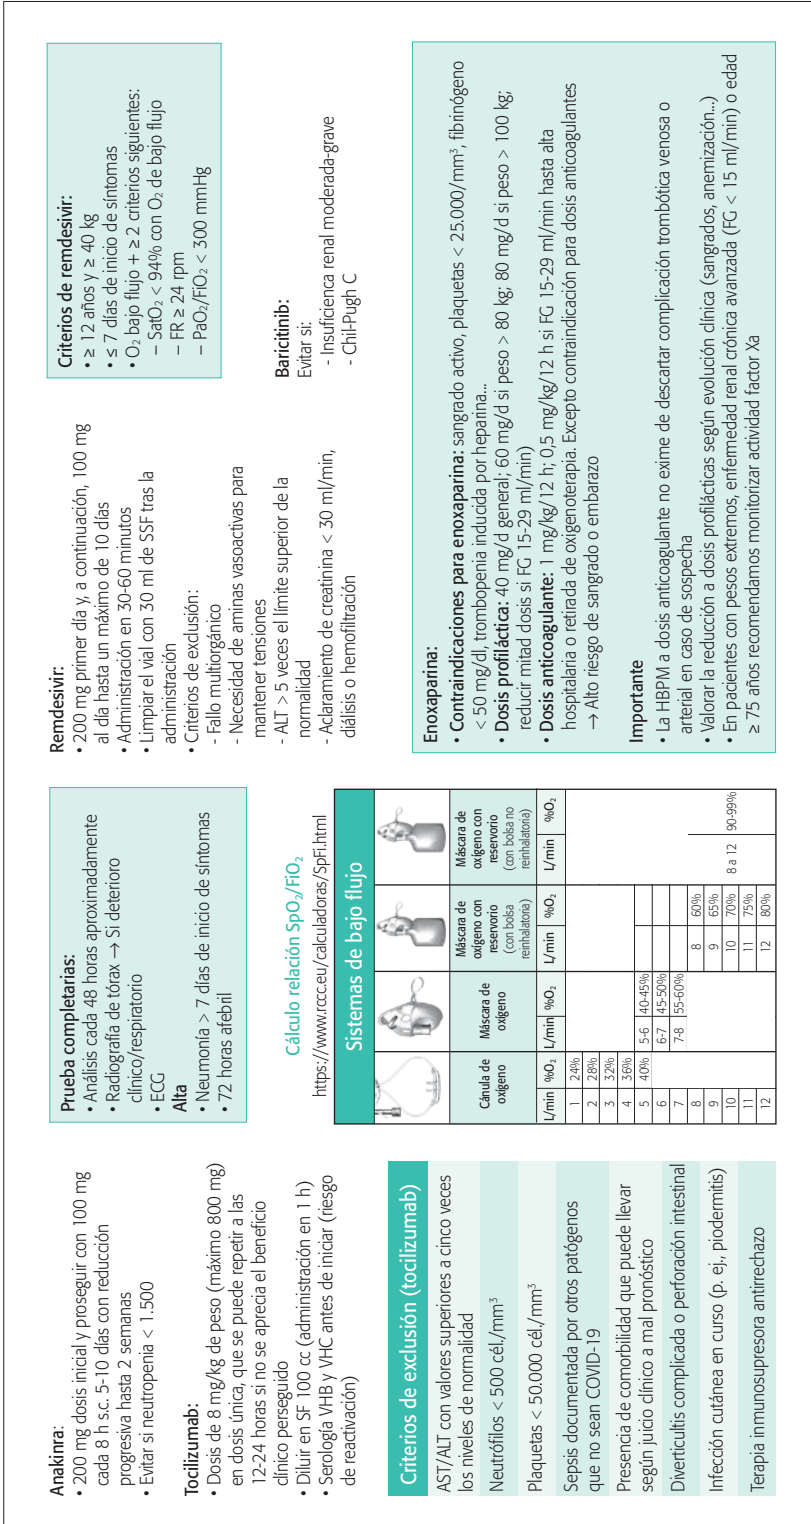 Anakinra:
• 200 mg dosis inicial y proseguir con 100 mg
cada 8 h s.c. 5-10 días con reducción
progresiva hasta 2 semanas
• Evitar si neutropenia < 1.500
Tocilizumab:
• Dosis de 8 mg/kg de peso (máximo 800 mg)
en dosis única, que se puede repetir a las
12-24 horas si no se aprecia el beneficio
clínico perseguido
• Diluir en SF 100 cc (administración en 1 h)
• Serología VHB y VHC antes de iniciar (riesgo
de reactivación)
Criterios de exclusión (tocilizumab)
AST/ALT con valores superiores a cinco veces
los niveles de normalidad
Neutrófilos < 500 cél./mm³
Plaquetas < 50.000 cél./mm³
Sepsis documentada por otros patógenos
que no sean COVID-19
Presencia de comorbilidad que puede llevar
según juicio clínico a mal pronóstico
Diverticultis complicada o perforación intestinal
Infección cutánea en curso (p. ej., piodermitis)
Terapia inmunosupresora antirrechazo
Prueba completarias:
• Análisis cada 48 horas aproximadamente
• Radiografía de tórax → Si deterioro
clínico/respiratorio
• ECG
Alta
• Neumonía > 7 días de inicio de síntomas
• 72 horas afebril
Cálculo relación SpO₂/FiO₂
https://www.rccc.eu/calculadoras/SpFi.html
Sistemas de bajo flujo
Cánula de
oxígeno
Máscara de
oxígeno
Máscara de
oxígeno con
reservorio
(con bolsa
reinhalatoria)
Máscara de
oxígeno con
reservorio
(con bolsa no
reinhalatoria)
L/min %O₂ L/min %O₂ L/min %O₂ L/min %O₂
1 24%
2 28%
3 32%
4 36%
5 40% 5-6 40-45%
6 6-7 45-50%
7 7-8 55-60%
8 8 60%
9 9 65%
10 10 70% 8 a 12 90-99%
11 11 75%
12 12 80%
Remdesivir:
• 200 mg primer día y, a continuación, 100 mg
al día hasta un máximo de 10 días
• Administración en 30-60 minutos
• Limpiar el vial con 30 ml de SSF tras la
administración
• Criterios de exclusión:
- Fallo multiorgánico
- Necesidad de aminas vasoactivas para
mantener tensiones
- ALT > 5 veces el límite superior de la
normalidad
- Aclaramiento de creatinina < 30 ml/min,
diálisis o hemofiltración
Criterios de remdesivir:
• ≥ 12 años y ≥ 40 kg
• ≤ 7 días de inicio de síntomas
• O₂ bajo flujo + ≥ 2 criterios siguientes:
– SatO₂ < 94% con O₂ de bajo flujo
– FR ≥ 24 rpm
– PaO₂/FiO₂ < 300 mmHg
Baricitinib:
Evitar si:
- Insuficienca renal moderada-grave
- Chil-Pugh C
Enoxaparina:
• Contraindicaciones para enoxaparina: sangrado activo, plaquetas < 25.000/mm³, fibrinógeno
< 50 mg/dl, trombopenia inducida por heparina...
• Dosis profiláctica: 40 mg/d general; 60 mg/d si peso > 80 kg; 80 mg/d si peso > 100 kg;
reducir mitad dosis si FG 15-29 ml/min)
• Dosis anticoagulante: 1 mg/kg/12 h; 0,5 mg/kg/12 h si FG 15-29 ml/min hasta alta
hospitalaria o retirada de oxigenoterapia. Excepto contraindicación para dosis anticoagulantes
→ Alto riesgo de sangrado o embarazo
Importante
• La HBPM a dosis anticoagulante no exime de descartar complicación trombótica venosa o
arterial en caso de sospecha
• Valorar la reducción a dosis profilácticas según evolución clínica (sangrados, anemización...)
• En pacientes con pesos extremos, enfermedad renal crónica avanzada (FG < 15 ml/min) o edad
≥ 75 años recomendamos monitorizar actividad factor Xa